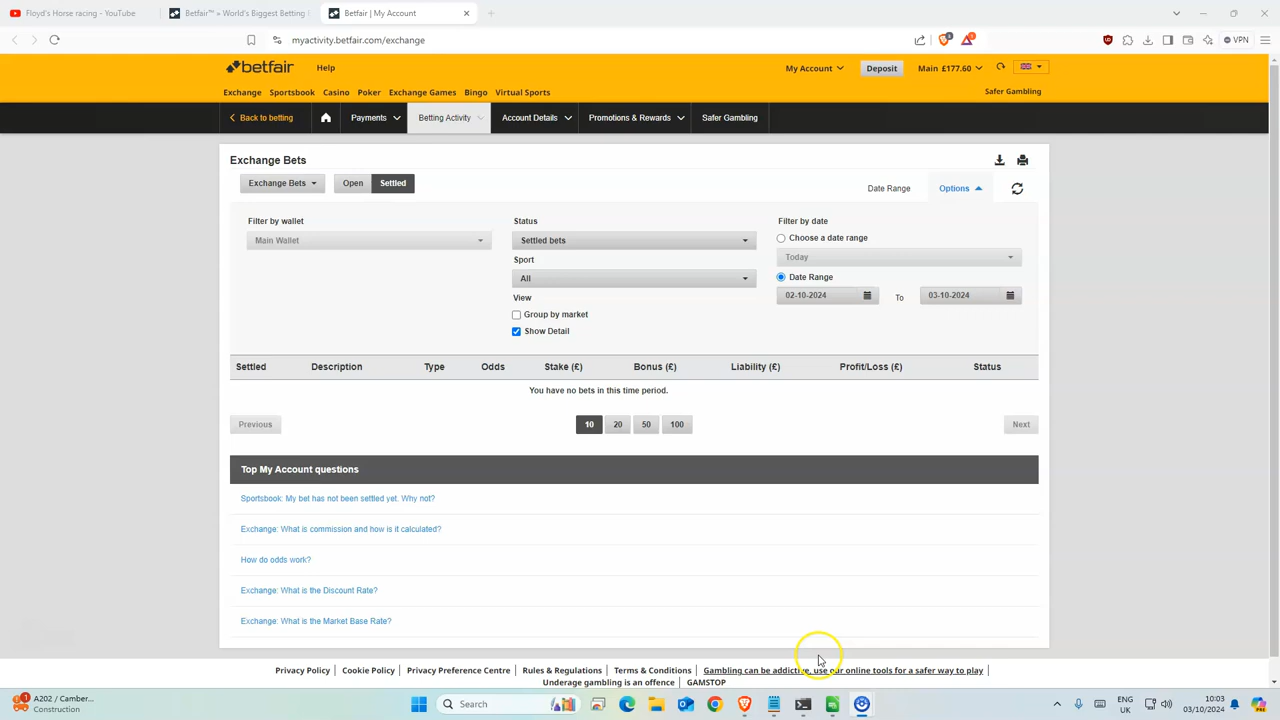 Floyd's Horse racing - YouTube
Betfair™ » World's Biggest Betting
Betfair | My Account
myactivity.betfair.com/exchange
VPN
betfair
Help
My Account
Deposit
Main £177.60
Exchange
Sportsbook
Casino
Poker
Exchange Games
Bingo
Virtual Sports
Safer Gambling
Back to betting
Payments
Betting Activity
Account Details
Promotions & Rewards
Safer Gambling
Exchange Bets
Exchange Bets
Open
Settled
Date Range
Options
Filter by wallet
Main Wallet
Status
Settled bets
Sport
All
View
Group by market
Show Detail
Filter by date
Choose a date range
Today
Date Range
02-10-2024
To
03-10-2024
Settled Description Type Odds Stake (£) Bonus (£) Liability (£) Profit/Loss (£) Status
You have no bets in this time period.
Previous
10
20
50
100
Next
Top My Account questions
Sportsbook: My bet has not been settled yet. Why not?
Exchange: What is commission and how is it calculated?
How do odds work?
Exchange: What is the Discount Rate?
Exchange: What is the Market Base Rate?
Privacy Policy
Cookie Policy
Privacy Preference Centre
Rules & Regulations
Terms & Conditions
Gambling can be addictive, use our online tools for a safer way to play
Underage gambling is an offence
GAMSTOP
A202 / Camber...
Construction
Search
ENG
UK
10:03
03/10/2024